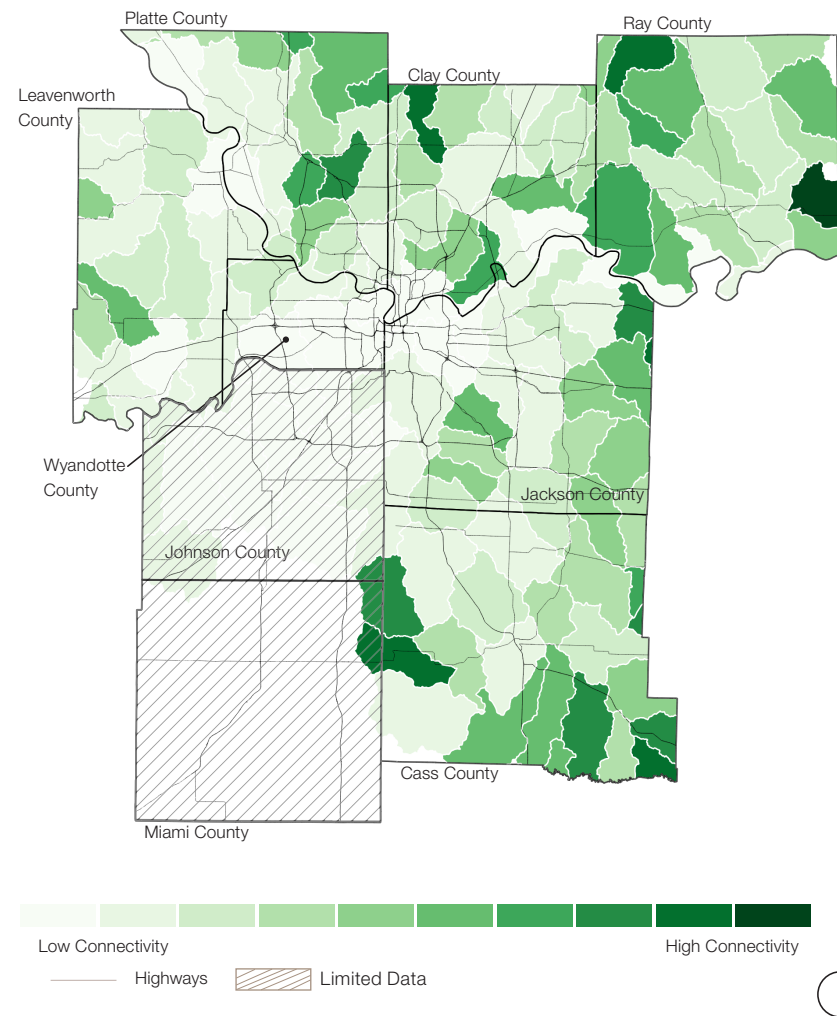 Platte County
Ray County
Clay County
Leavenworth
County
Wyandotte
County
Jackson County
Johnson County
Cass County
Miami County
Low Connectivity
High Connectivity
Highways
Limited Data